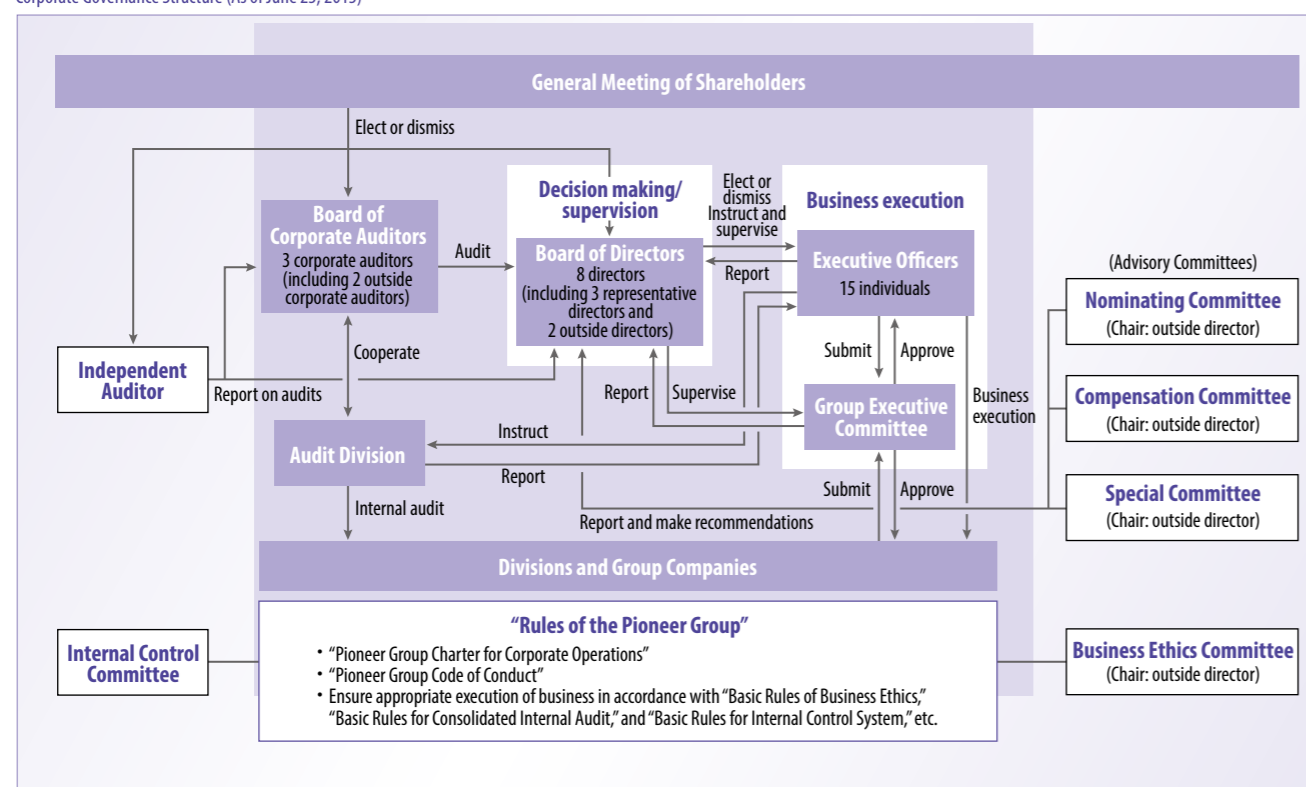 General Meeting of Shareholders
Elect or dismiss
Decision making/
supervision
Elect or
dismiss
Instruct and
supervise
Business execution
Board of
Corporate Auditors
3 corporate auditors
(including 2 outside
corporate auditors)
Audit
Board of Directors
8 directors
(including 3 representative
directors and
2 outside directors)
Report
Executive Officers
15 individuals
(Advisory Committees)
Nominating Committee
(Chair: outside director)
Independent
Auditor
Report on audits
Cooperate
Report
Supervise
Submit
Approve
Group Executive
Committee
Business
execution
Compensation Committee
(Chair: outside director)
Audit Division
Instruct
Report
Internal audit
Submit
Approve
Report and make recommendations
Special Committee
(Chair: outside director)
Divisions and Group Companies
Internal Control
Committee
“Rules of the Pioneer Group”
• “Pioneer Group Charter for Corporate Operations”
• “Pioneer Group Code of Conduct”
• Ensure appropriate execution of business in accordance with “Basic Rules of Business Ethics,”
“Basic Rules for Consolidated Internal Audit,” and “Basic Rules for Internal Control System,” etc.
Business Ethics Committee
(Chair: outside director)